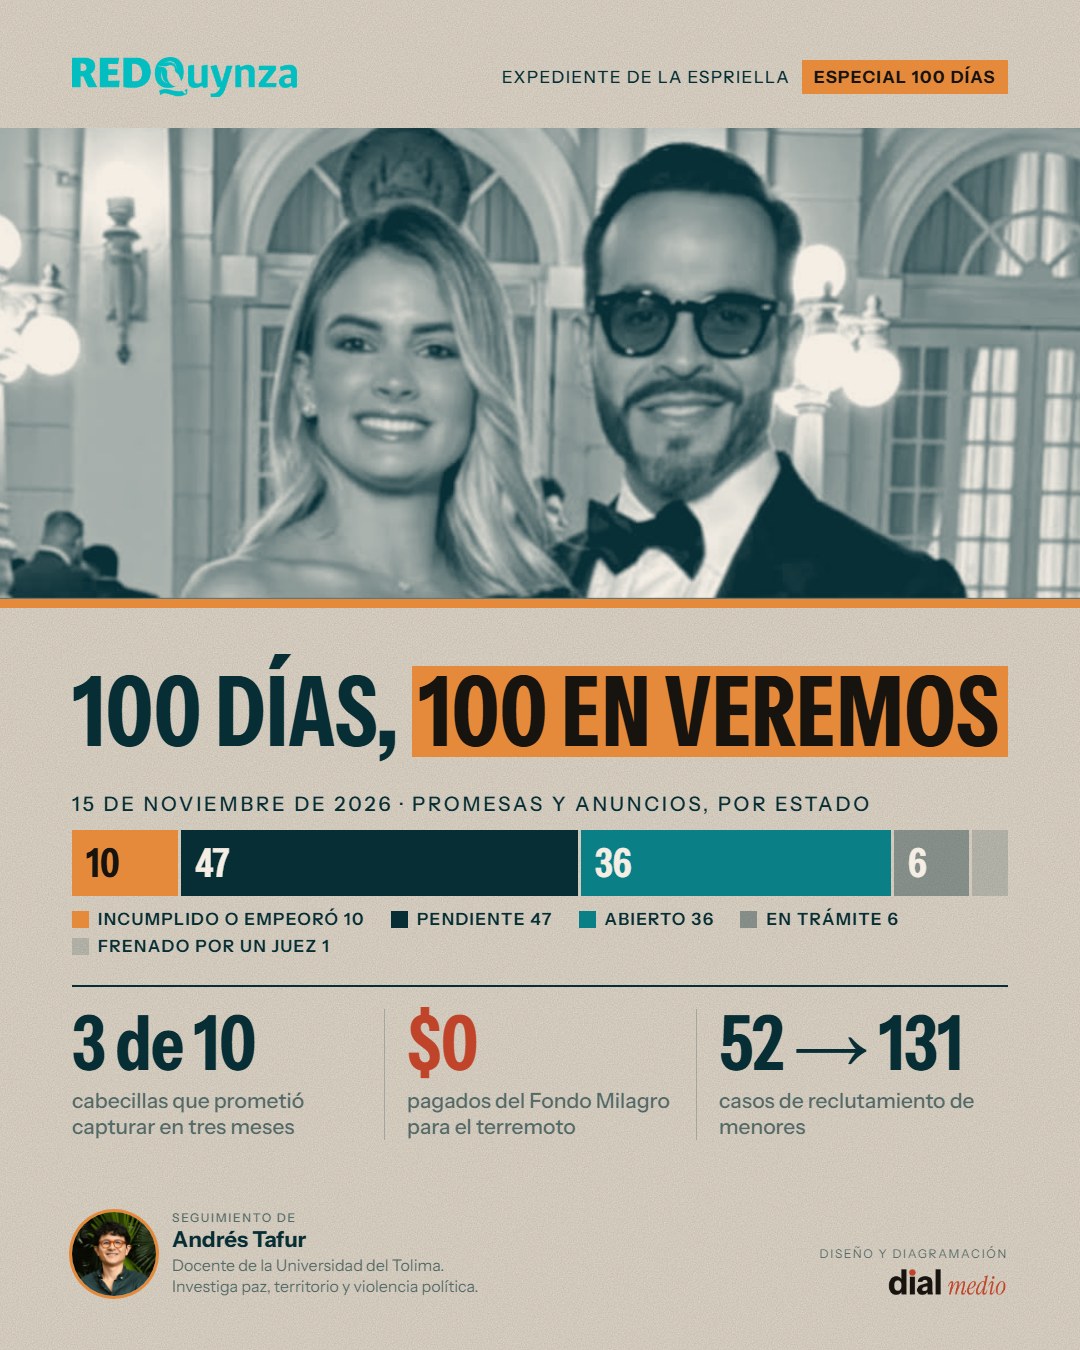 REDQuynza
EXPEDIENTE DE LA ESPRIELLA
ESPECIAL 100 DÍAS
100 DÍAS, 100 EN VEREMOS
15 DE NOVIEMBRE DE 2026 · PROMESAS Y ANUNCIOS, POR ESTADO
10 47 36 6
INCUMPLIDO O EMPEORÓ 10 PENDIENTE 47 ABIERTO 36 EN TRÁMITE 6
FRENADO POR UN JUEZ 1
3 de 10
cabecillas que prometió
capturar en tres meses
$0
pagados del Fondo Milagro
para el terremoto
52 → 131
casos de reclutamiento de
menores
SEGUIMIENTO DE
Andrés Tafur
Docente de la Universidad del Tolima.
Investiga paz, territorio y violencia política.
DISEÑO Y DIAGRAMACIÓN
dial medio